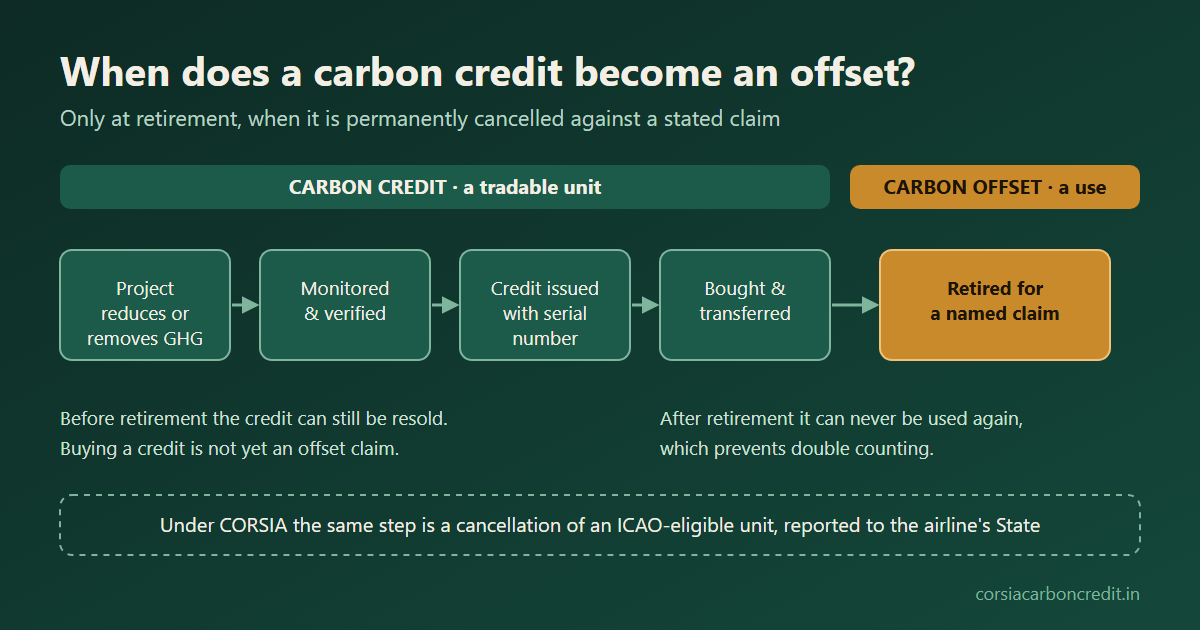 When does a carbon credit become an offset?
Only at retirement, when it is permanently cancelled against a stated claim
CARBON CREDIT · a tradable unit
CARBON OFFSET · a use
Project
reduces or
removes GHG
Monitored
& verified
Credit issued
with serial
number
Bought &
transferred
Retired for
a named claim
Before retirement the credit can still be resold.
Buying a credit is not yet an offset claim.
After retirement it can never be used again,
which prevents double counting.
Under CORSIA the same step is a cancellation of an ICAO-eligible unit, reported to the airline's State
corsiacarboncredit.in